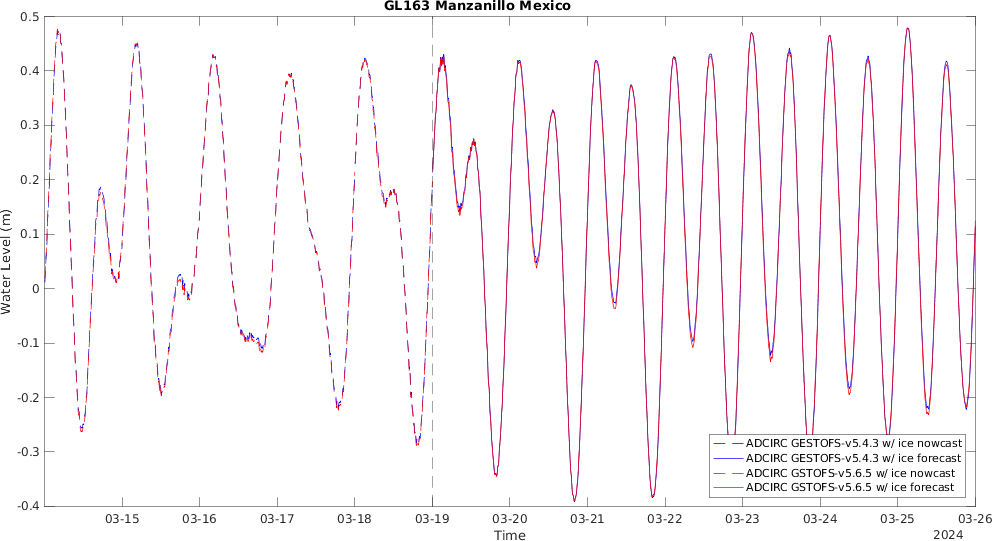 GL163 Manzanillo Mexico
Water Level (m)
0.5
0.4
0.3
0.2
0.1
0
-0.1
-0.2
-0.3
-0.4
ADCIRC GESTOFS-v5.4.3 w/ ice nowcast
ADCIRC GESTOFS-v5.4.3 w/ ice forecast
ADCIRC GSTOFS-v5.6.5 w/ ice nowcast
ADCIRC GSTOFS-v5.6.5 w/ ice forecast
03-15 03-16 03-17 03-18 03-19 03-20 03-21 03-22 03-23 03-24 03-25 03-26
Time
2024